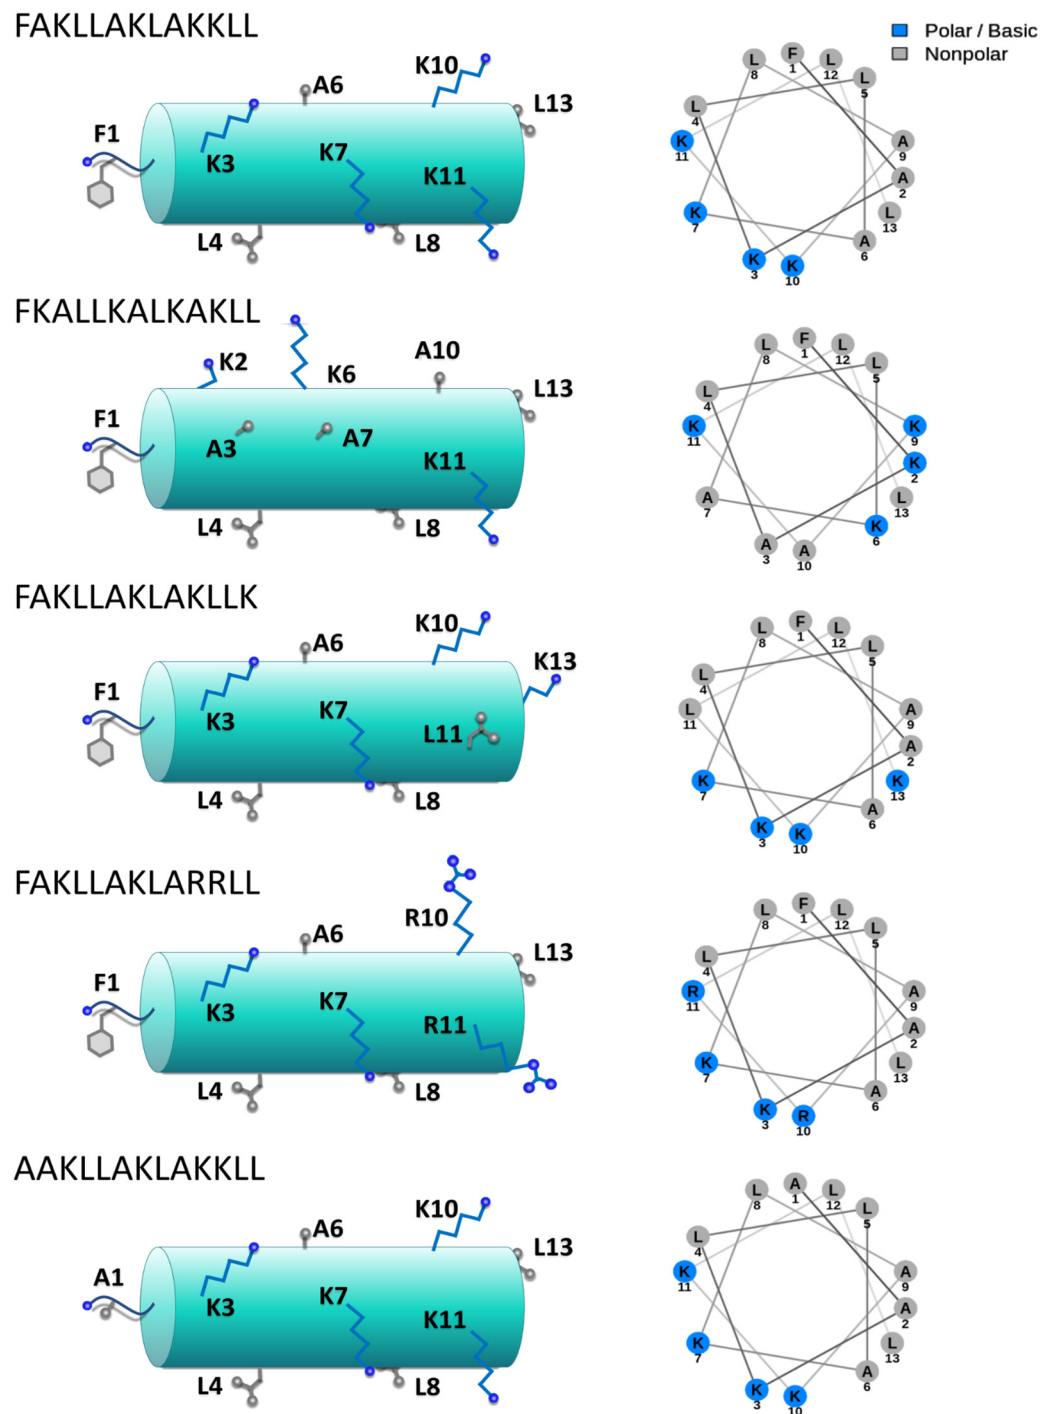 FAKLLAKLAKKLL
Polar / Basic
Nonpolar
F1
K3
A6
K7
K10
K11
L13
L4
L8
F 1
A 2
K 3
L 4
L 5
A 6
K 7
L 8
A 9
K 10
K 11
L 12
L 13
FKALLKALKAKLL
F1
K2
A3
K6
A7
A10
K11
L13
L4
L8
F 1
K 2
A 3
L 4
L 5
K 6
A 7
L 8
K 9
A 10
K 11
L 12
L 13
FAKLLAKLAKLLK
F1
K3
A6
K7
K10
L11
K13
L4
L8
F 1
A 2
K 3
L 4
L 5
A 6
K 7
L 8
A 9
K 10
L 11
L 12
K 13
FAKLLAKLARRLL
F1
K3
A6
K7
R10
R11
L13
L4
L8
F 1
A 2
K 3
L 4
L 5
A 6
K 7
L 8
A 9
R 10
R 11
L 12
L 13
AAKLLAKLAKKLL
A1
K3
A6
K7
K10
K11
L13
L4
L8
A 1
A 2
K 3
L 4
L 5
A 6
K 7
L 8
A 9
K 10
K 11
L 12
L 13